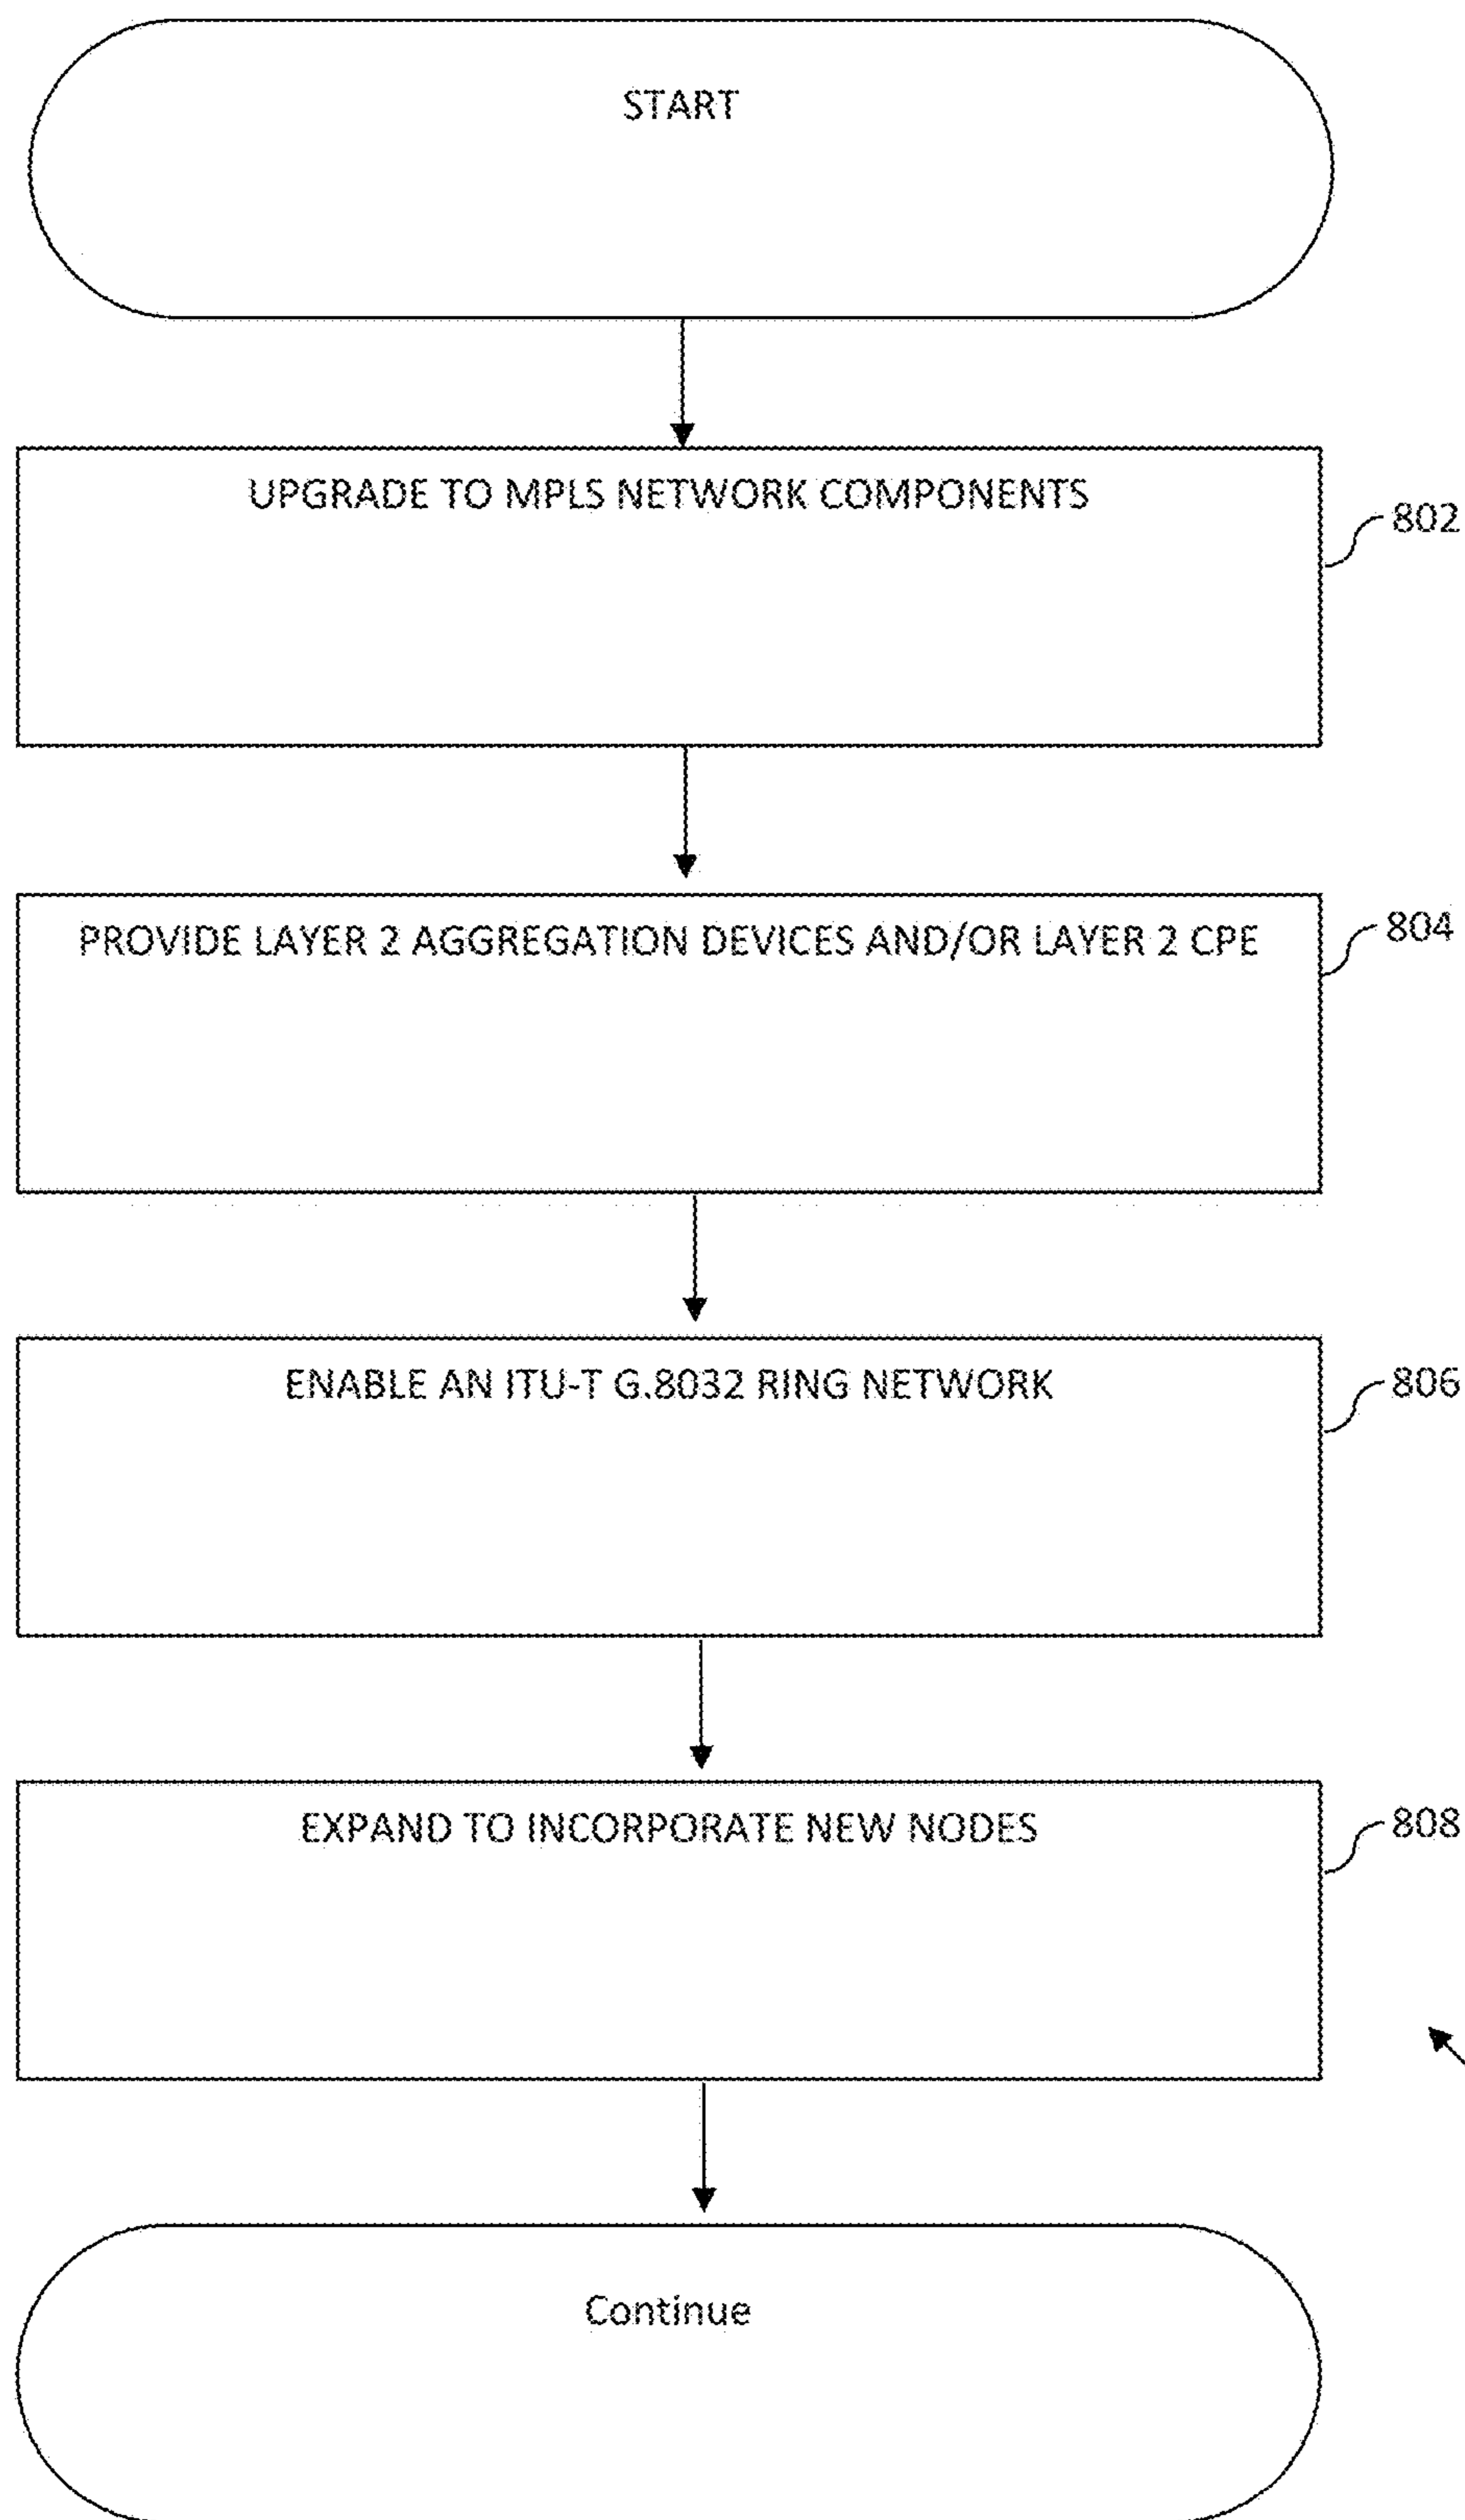 START
UPGRADE TO MPLS NETWORK COMPONENTS
802
PROVIDE LAYER 2 AGGREGATION DEVICES AND/OR LAYER 2 CPE
804
ENABLE AN ITU-T G.8032 RING NETWORK
806
EXPAND TO INCORPORATE NEW NODES
808
Continue